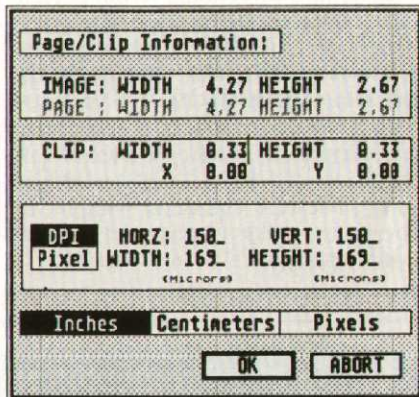 Page/Clip Information:
IMAGE: WIDTH 4.27 HEIGHT 2.67
PAGE : WIDTH 4.27 HEIGHT 2.67
CLIP: WIDTH 0.33 HEIGHT 0.33
X 0.00 Y 0.00
DPI HORZ: 150_ VERT: 150_
Pixel WIDTH: 169_ HEIGHT: 169_
(Microns) (Microns)
Inches Centimeters Pixels
OK ABORT